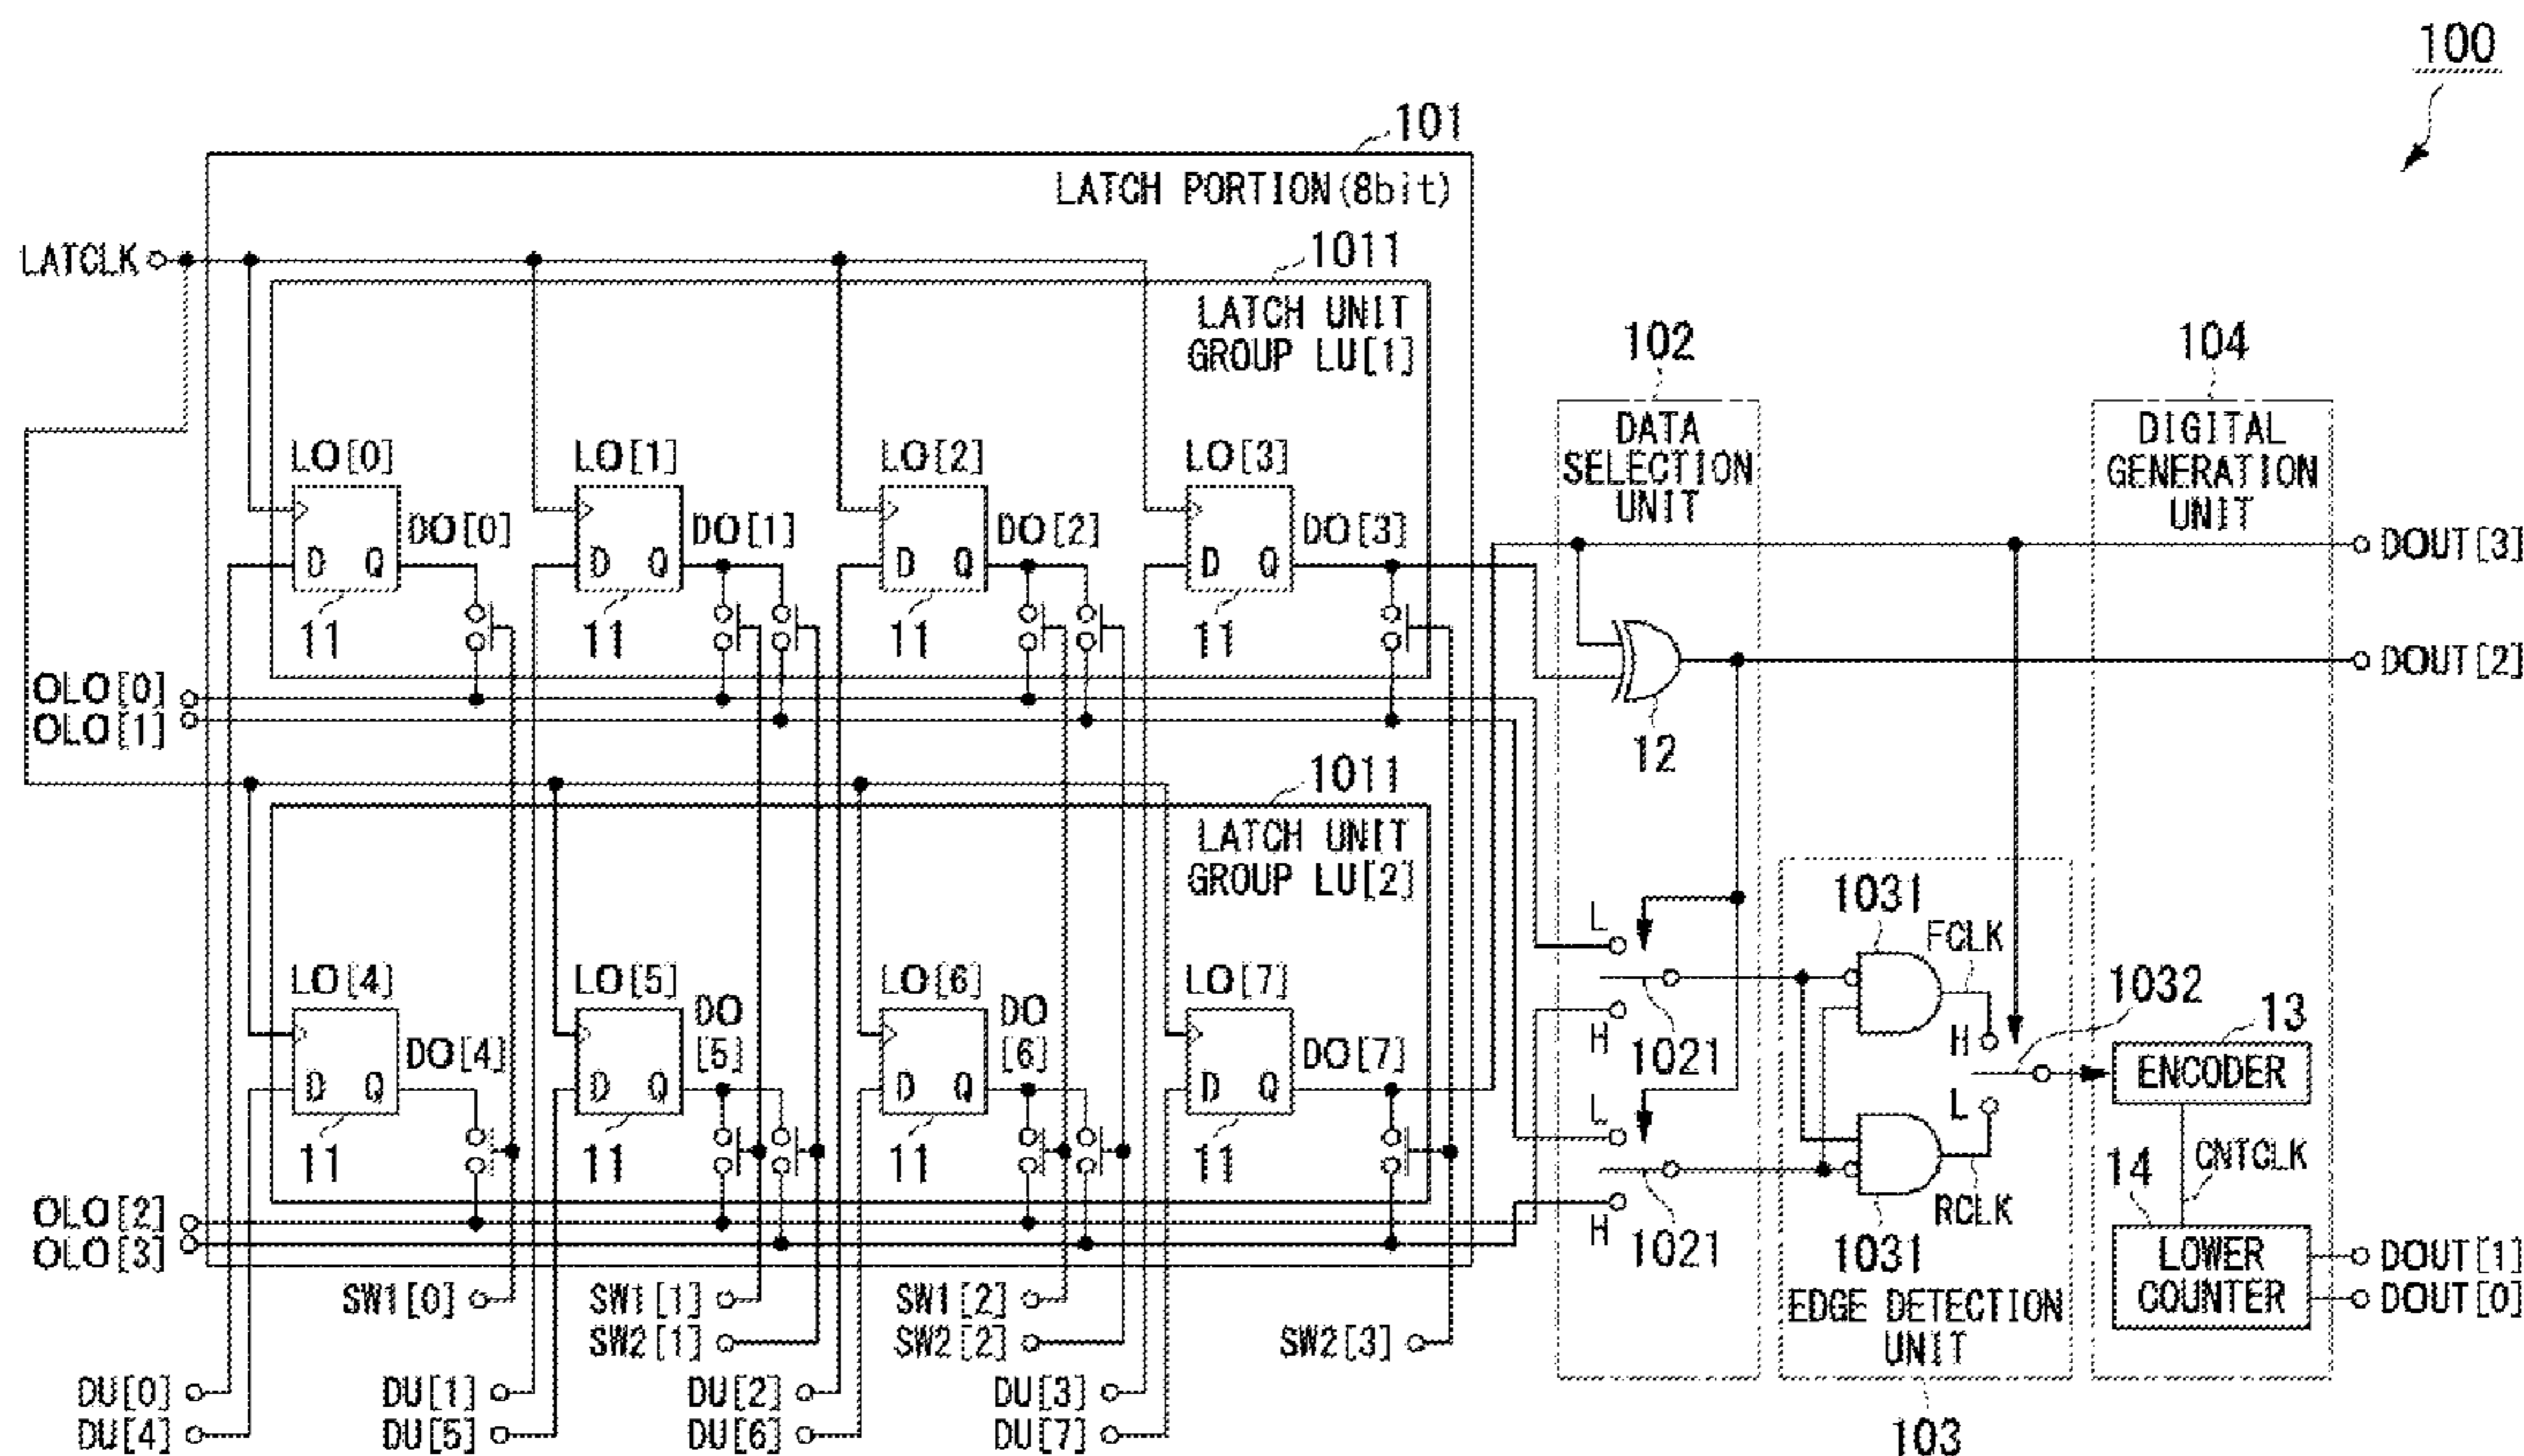 100
101
LATCH PORTION(8bit)
LATCLK
1011
LATCH UNIT
GROUP LU[1]
102
104
DATA
SELECTION
UNIT
DIGITAL
GENERATION
UNIT
LO[0] LO[1] LO[2] LO[3]
DO[0] DO[1] DO[2] DO[3]
D Q D Q D Q D Q
11 11 11 11
DOUT[3]
DOUT[2]
12
OLO[0]
OLO[1]
1011
LATCH UNIT
GROUP LU[2]
LO[4] LO[5] LO[6] LO[7]
DO[4] DO
[5] DO
[6] DO[7]
D Q D Q D Q D Q
11 11 11 11
L
H
1021
L
H
1021
1031
FCLK
H
1032
L
RCLK
1031
EDGE DETECTION
UNIT
103
13
ENCODER
CNTCLK
14
LOWER
COUNTER
DOUT[1]
DOUT[0]
OLO[2]
OLO[3]
SW1[0] SW1[1] SW1[2]
SW2[1] SW2[2] SW2[3]
DU[0] DU[1] DU[2] DU[3]
DU[4] DU[5] DU[6] DU[7]